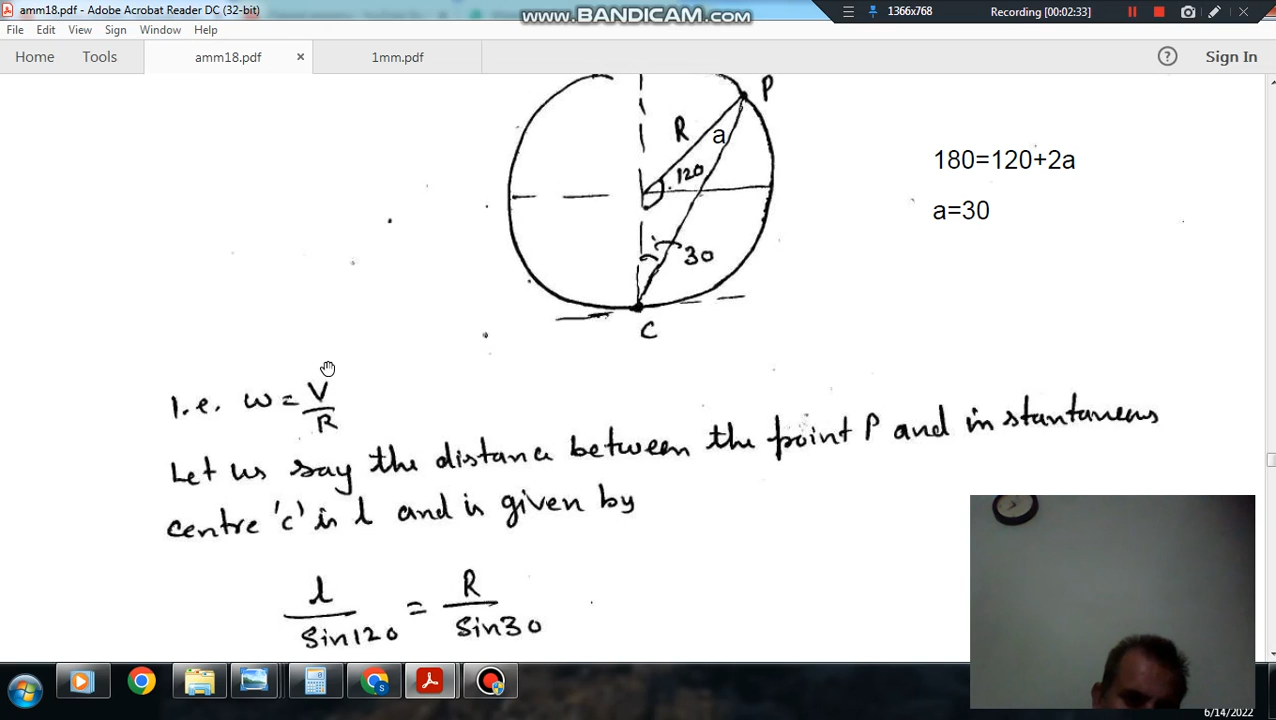 amm18.pdf - Adobe Acrobat Reader DC (32-bit)
www.BANDICAM.com
1366x768
Recording [00:02:33]
File Edit View Sign Window Help
Home Tools amm18.pdf × 1mm.pdf ? Sign In
P
R
a
120
30
C
180=120+2a
a=30
I.e. ω = V/R
Let us say the distance between the point P and instantaneous
centre 'c' is l and is given by
l/Sin120 = R/Sin30
6/14/2022